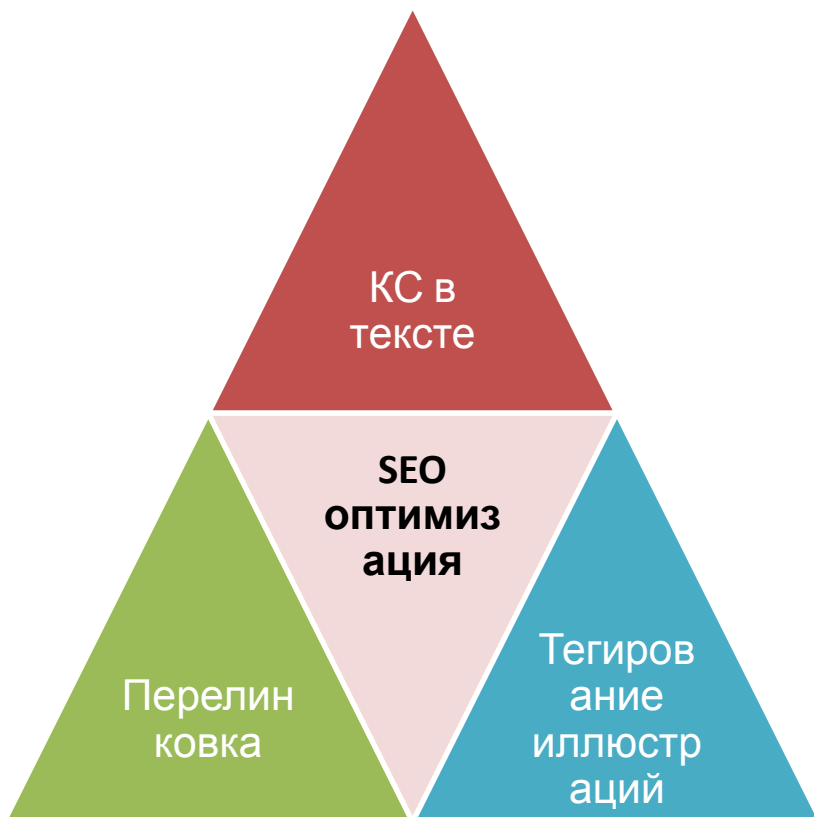 КС в
тексте
SEO
оптимиз
ация
Перелин
ковка
Тегиров
ание
иллюстр
аций